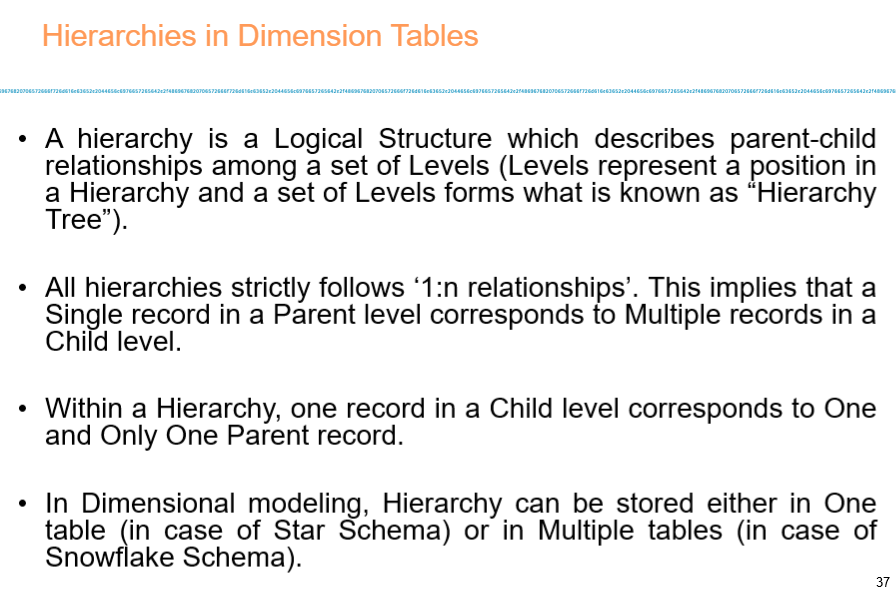 Hierarchies in Dimension Tables
• A hierarchy is a Logical Structure which describes parent-child
relationships among a set of Levels (Levels represent a position in
a Hierarchy and a set of Levels forms what is known as “Hierarchy
Tree”).
• All hierarchies strictly follows ‘1:n relationships’. This implies that a
Single record in a Parent level corresponds to Multiple records in a
Child level.
• Within a Hierarchy, one record in a Child level corresponds to One
and Only One Parent record.
• In Dimensional modeling, Hierarchy can be stored either in One
table (in case of Star Schema) or in Multiple tables (in case of
Snowflake Schema).
37